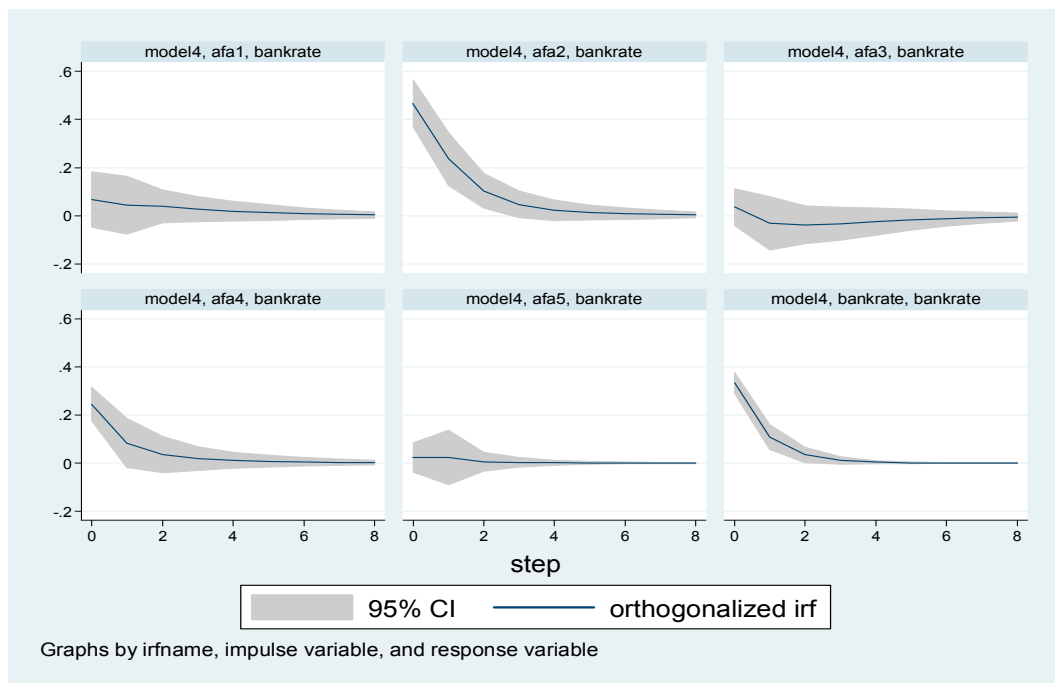 model4, afa1, bankrate
model4, afa2, bankrate
model4, afa3, bankrate
.6
.4
.2
0
-.2
model4, afa4, bankrate
model4, afa5, bankrate
model4, bankrate, bankrate
.6
.4
.2
0
-.2
0 2 4 6 8
0 2 4 6 8
0 2 4 6 8
step
95% CI
orthogonalized irf
Graphs by irfname, impulse variable, and response variable